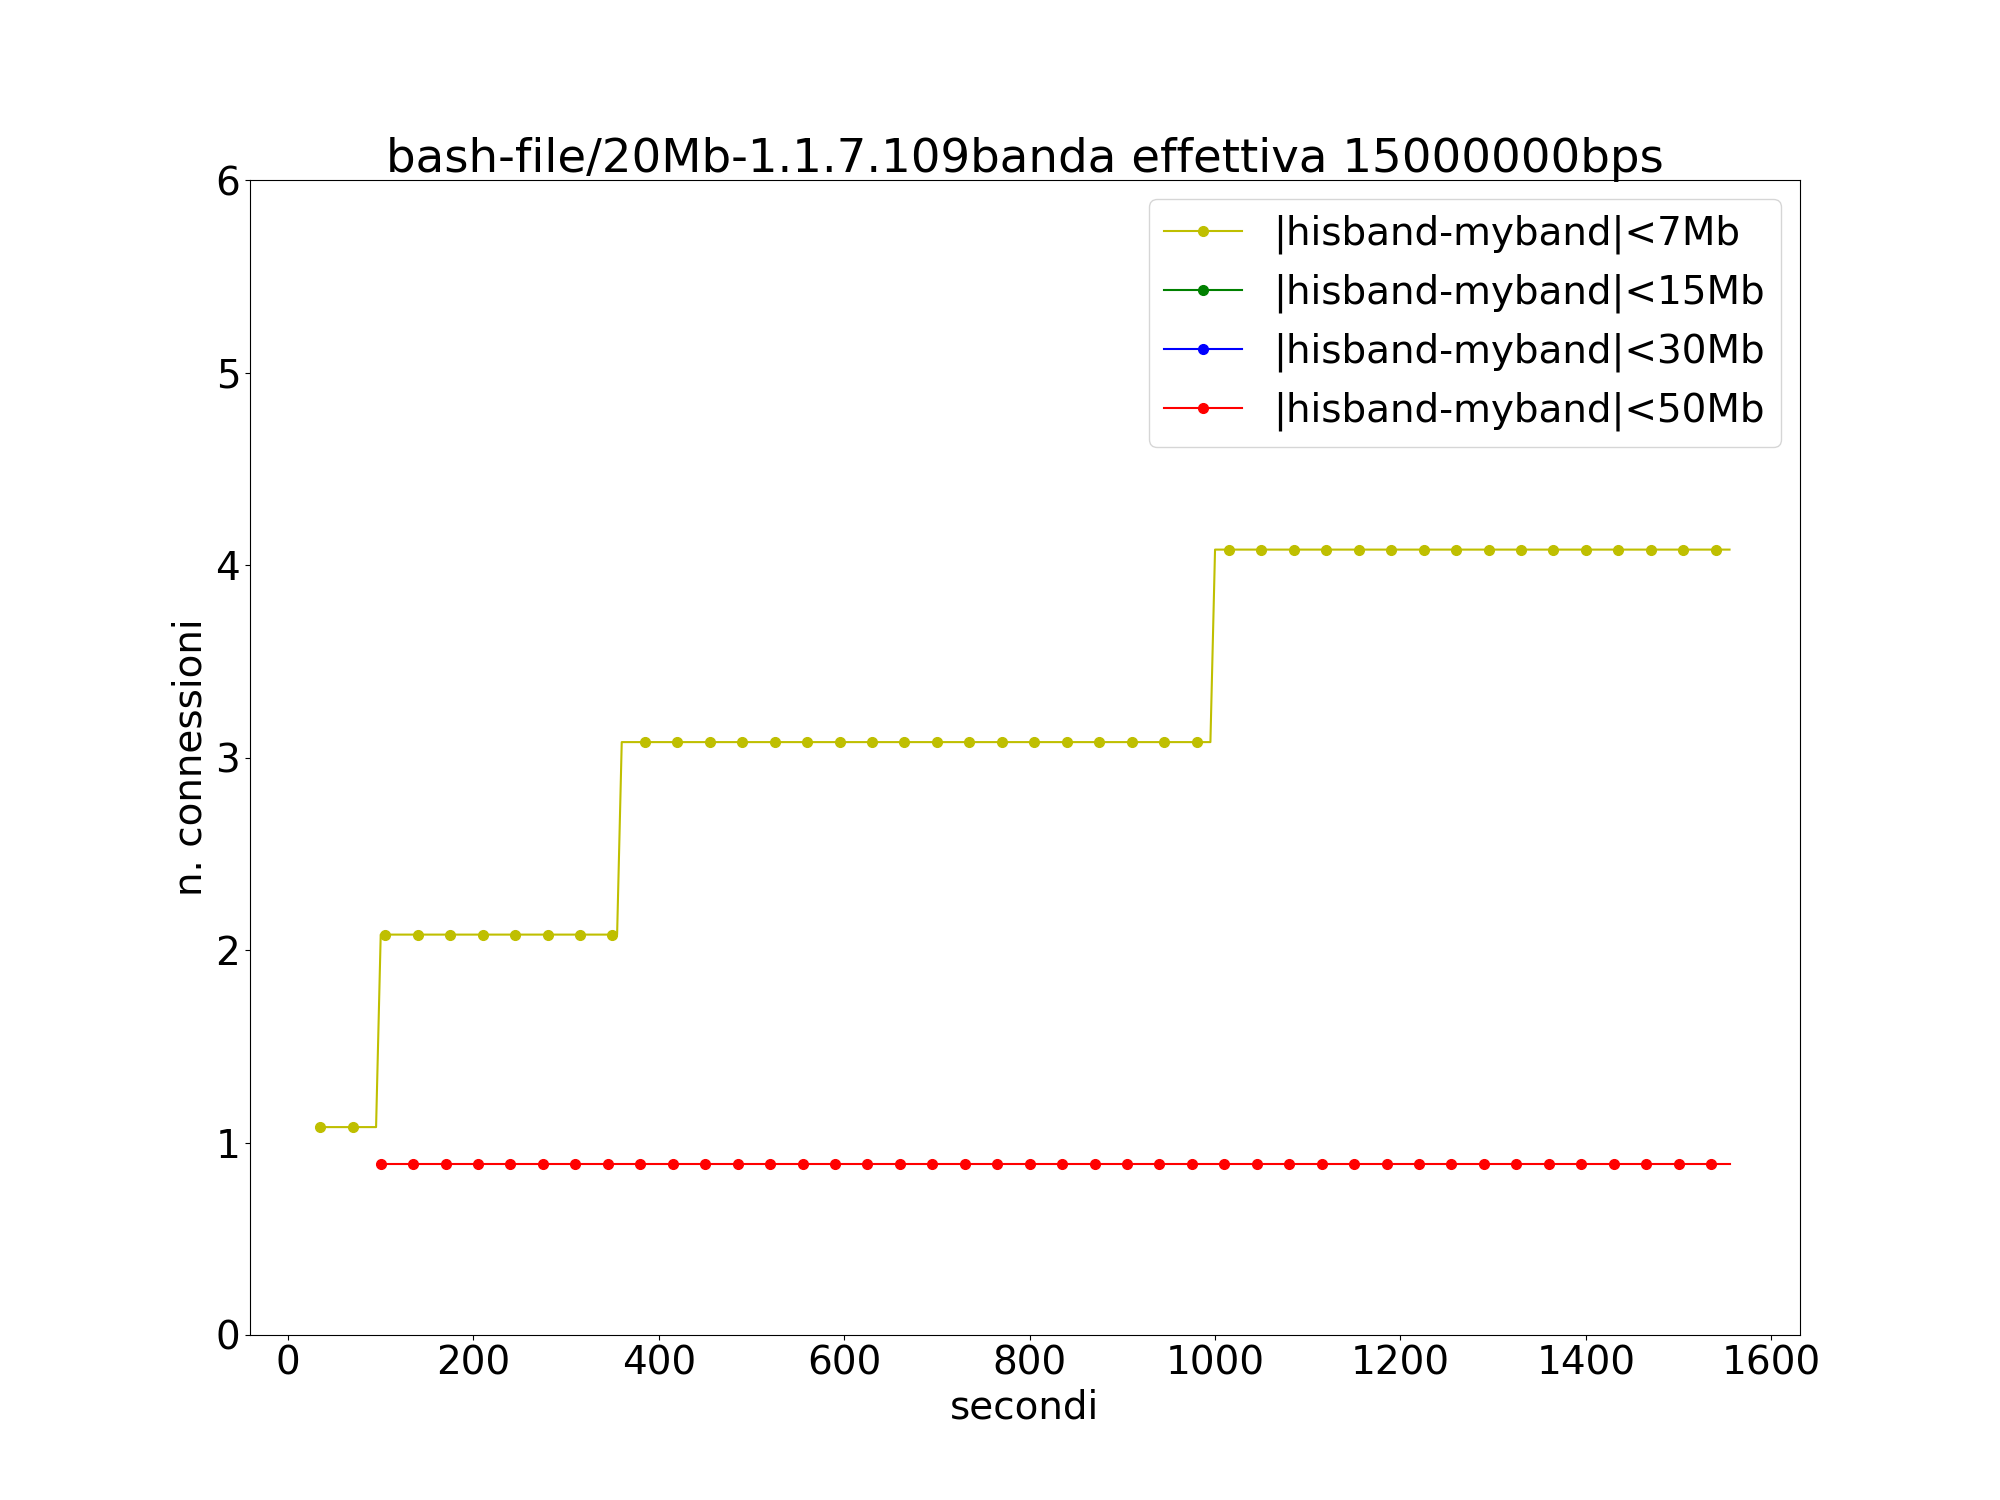 bash-file/20Mb-1.1.7.109banda effettiva 15000000bps
6
|hisband-myband|<7Mb
|hisband-myband|<15Mb
|hisband-myband|<30Mb
|hisband-myband|<50Mb
5
4
3
2
1
0
n. connessioni
0 200 400 600 800 1000 1200 1400 1600
secondi